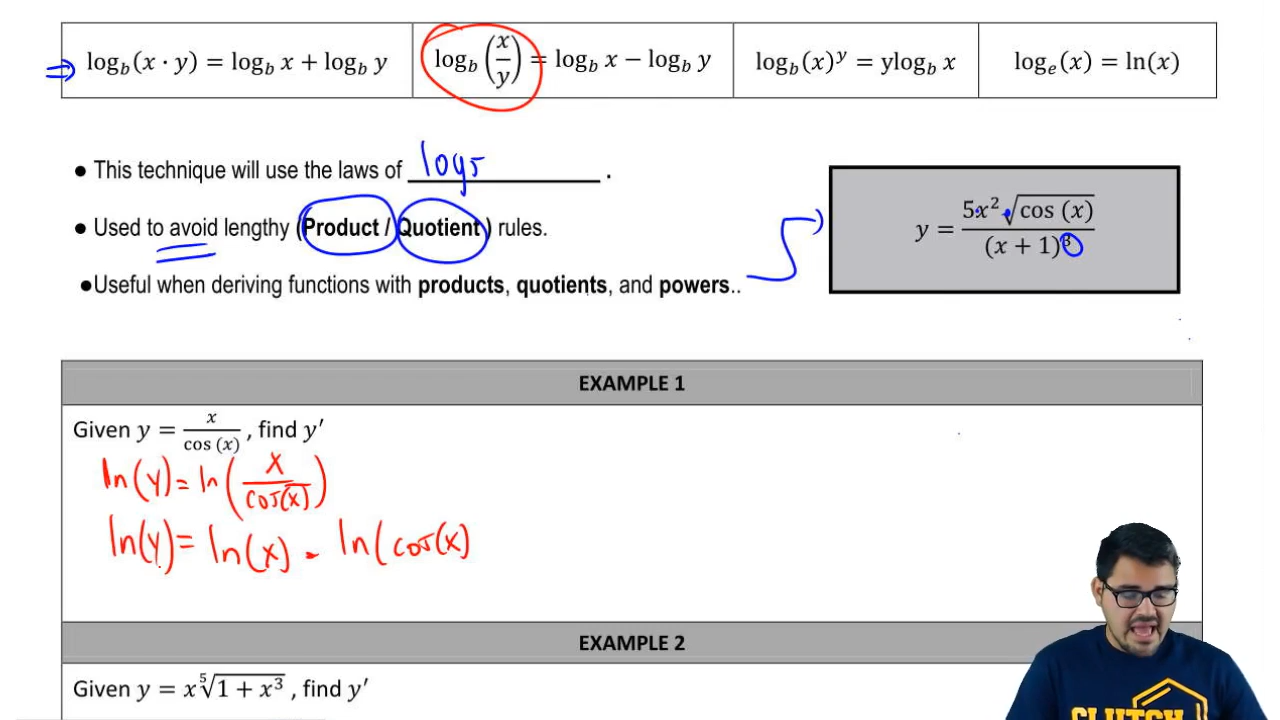 ⇒ log_b(x · y) = log_b x + log_b y
log_b (x/y) = log_b x − log_b y
log_b(x)^y = ylog_b x
log_e(x) = ln(x)
● This technique will use the laws of logs .
● Used to avoid lengthy (Product / Quotient ) rules.
●Useful when deriving functions with products, quotients, and powers..
y = 5x² √cos (x) / (x + 1)³
EXAMPLE 1
Given y = x / cos (x) , find y′
ln(y) = ln(x / cos(x))
ln(y) = ln(x) - ln(cos(x)
EXAMPLE 2
Given y = x ⁵√1 + x³ , find y′
CLUTCH